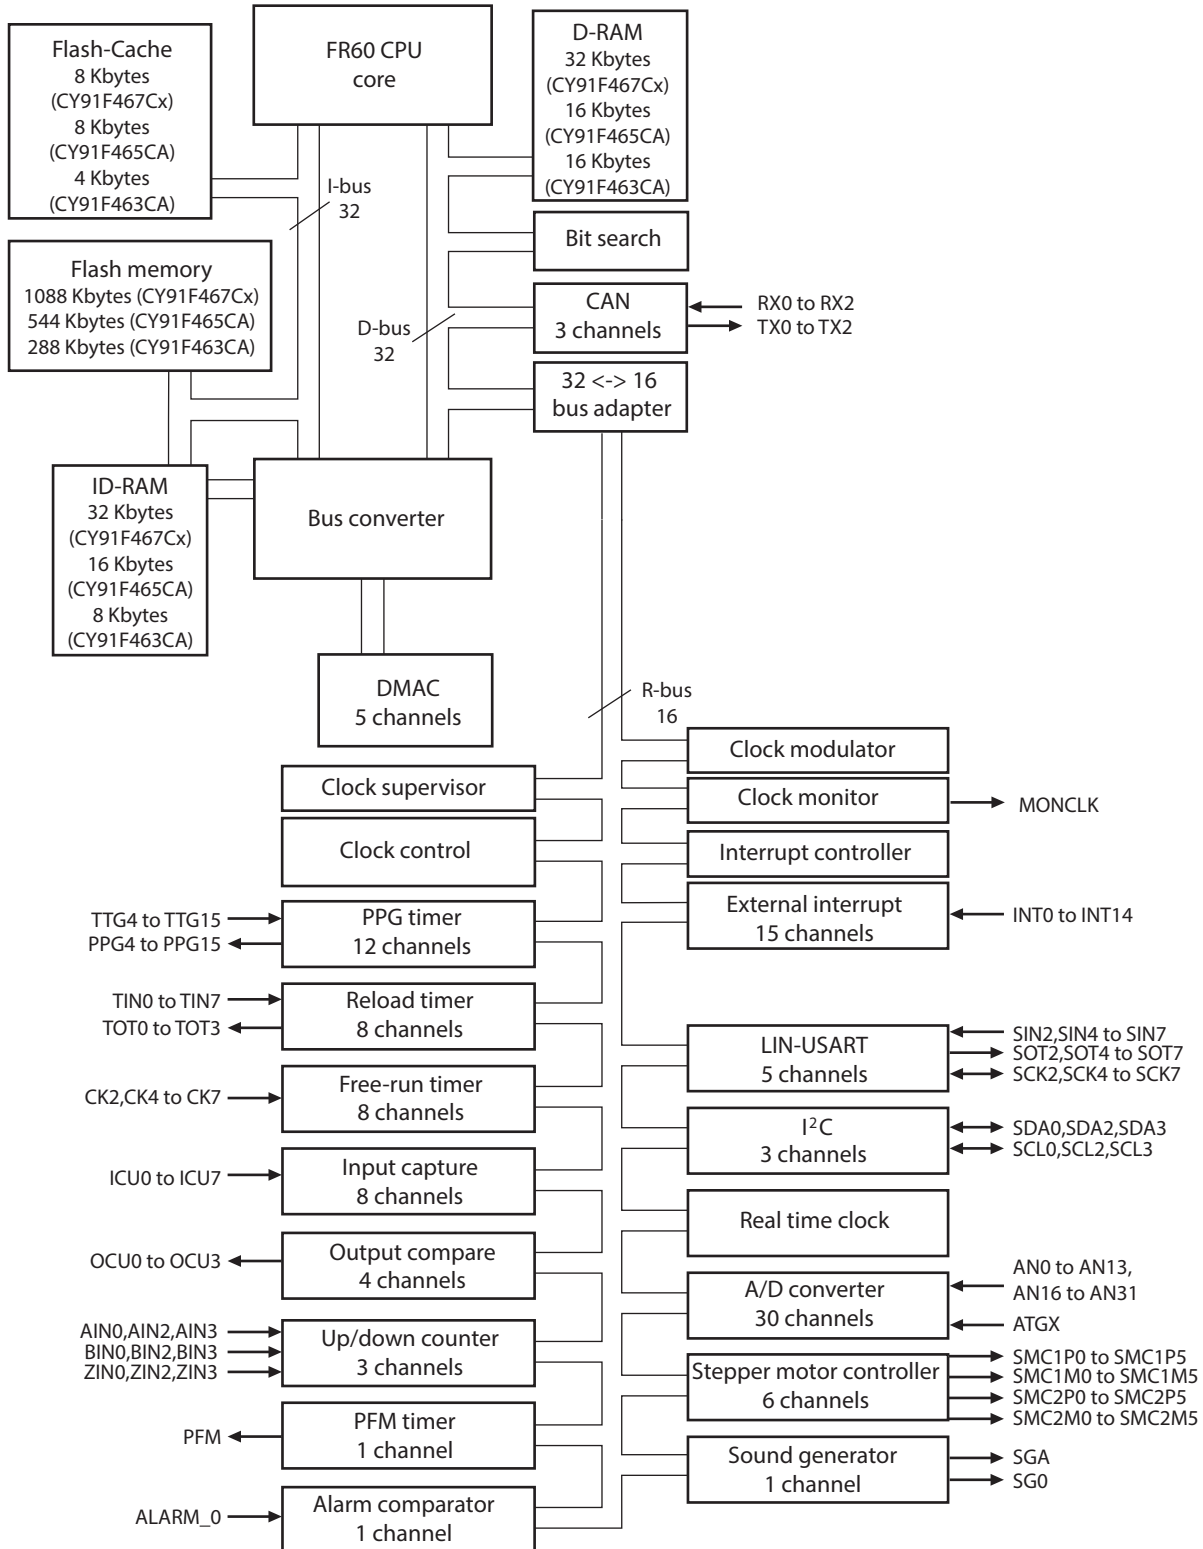 Flash-Cache
8 Kbytes
(CY91F467Cx)
8 Kbytes
(CY91F465CA)
4 Kbytes
(CY91F463CA)
FR60 CPU
core
D-RAM
32 Kbytes
(CY91F467Cx)
16 Kbytes
(CY91F465CA)
16 Kbytes
(CY91F463CA)
I-bus
32
Flash memory
1088 Kbytes (CY91F467Cx)
544 Kbytes (CY91F465CA)
288 Kbytes (CY91F463CA)
Bit search
CAN
3 channels
RX0 to RX2
TX0 to TX2
D-bus
32
32 <-> 16
bus adapter
ID-RAM
32 Kbytes
(CY91F467Cx)
16 Kbytes
(CY91F465CA)
8 Kbytes
(CY91F463CA)
Bus converter
DMAC
5 channels
R-bus
16
Clock supervisor
Clock control
TTG4 to TTG15
PPG4 to PPG15
PPG timer
12 channels
TIN0 to TIN7
TOT0 to TOT3
Reload timer
8 channels
CK2,CK4 to CK7
Free-run timer
8 channels
ICU0 to ICU7
Input capture
8 channels
OCU0 to OCU3
Output compare
4 channels
AIN0,AIN2,AIN3
BIN0,BIN2,BIN3
ZIN0,ZIN2,ZIN3
Up/down counter
3 channels
PFM
PFM timer
1 channel
ALARM_0
Alarm comparator
1 channel
Clock modulator
Clock monitor
MONCLK
Interrupt controller
External interrupt
15 channels
INT0 to INT14
LIN-USART
5 channels
SIN2,SIN4 to SIN7
SOT2,SOT4 to SOT7
SCK2,SCK4 to SCK7
I²C
3 channels
SDA0,SDA2,SDA3
SCL0,SCL2,SCL3
Real time clock
A/D converter
30 channels
AN0 to AN13,
AN16 to AN31
ATGX
Stepper motor controller
6 channels
SMC1P0 to SMC1P5
SMC1M0 to SMC1M5
SMC2P0 to SMC2P5
SMC2M0 to SMC2M5
Sound generator
1 channel
SGA
SG0